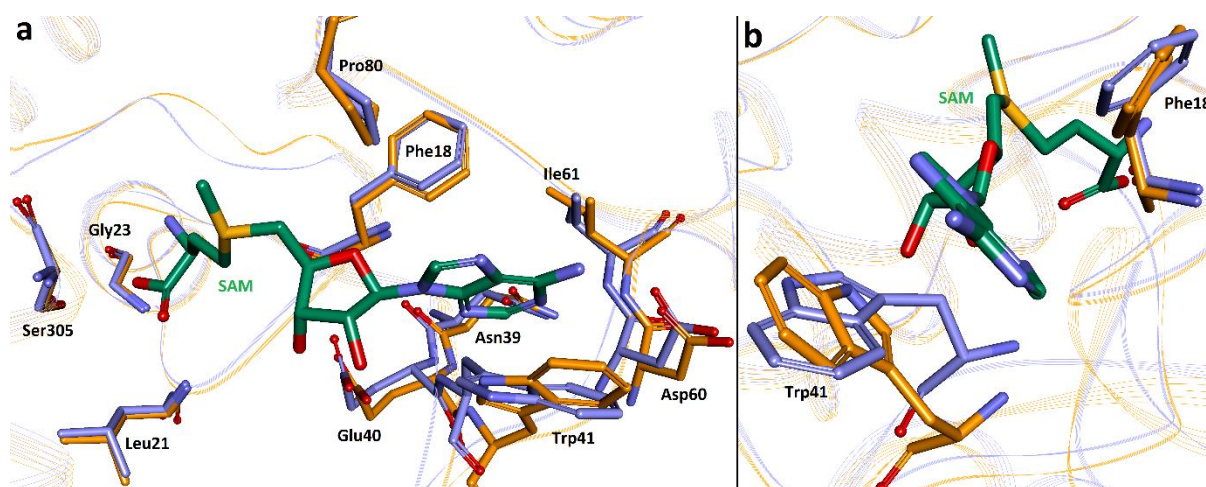 a
Pro80
Phe18
Ile61
Gly23
SAM
Ser305
Asn39
Asp60
Glu40
Trp41
Leu21
b
SAM
Phe18
Trp41